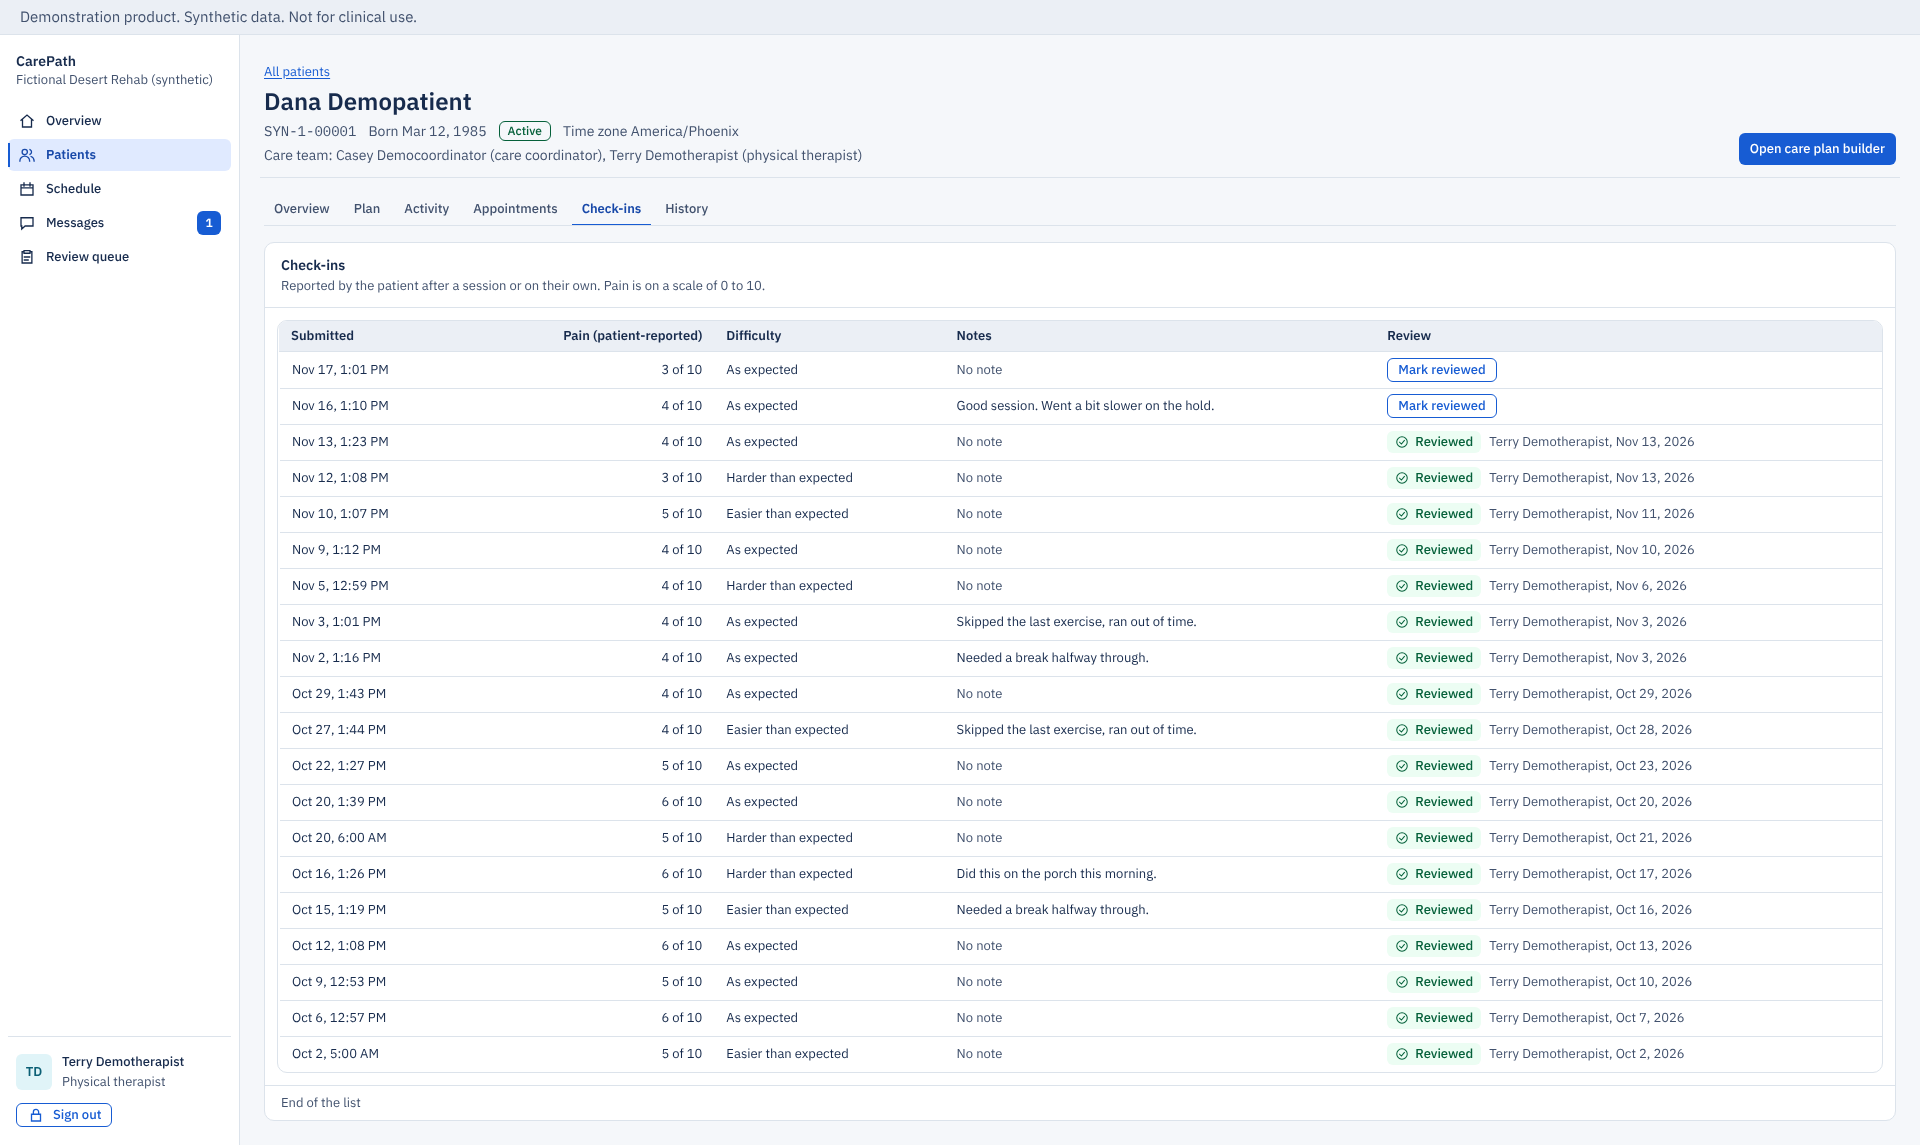 Demonstration product. Synthetic data. Not for clinical use.
CarePath
Fictional Desert Rehab (synthetic)
Overview
Patients
Schedule
Messages 1
Review queue
All patients
Dana Demopatient
SYN-1-00001 Born Mar 12, 1985 Active Time zone America/Phoenix
Care team: Casey Democoordinator (care coordinator), Terry Demotherapist (physical therapist)
Open care plan builder
Overview Plan Activity Appointments Check-ins History
Check-ins
Reported by the patient after a session or on their own. Pain is on a scale of 0 to 10.
Submitted Pain (patient-reported) Difficulty Notes Review
Nov 17, 1:01 PM 3 of 10 As expected No note Mark reviewed
Nov 16, 1:10 PM 4 of 10 As expected Good session. Went a bit slower on the hold. Mark reviewed
Nov 13, 1:23 PM 4 of 10 As expected No note Reviewed Terry Demotherapist, Nov 13, 2026
Nov 12, 1:08 PM 3 of 10 Harder than expected No note Reviewed Terry Demotherapist, Nov 13, 2026
Nov 10, 1:07 PM 5 of 10 Easier than expected No note Reviewed Terry Demotherapist, Nov 11, 2026
Nov 9, 1:12 PM 4 of 10 As expected No note Reviewed Terry Demotherapist, Nov 10, 2026
Nov 5, 12:59 PM 4 of 10 Harder than expected No note Reviewed Terry Demotherapist, Nov 6, 2026
Nov 3, 1:01 PM 4 of 10 As expected Skipped the last exercise, ran out of time. Reviewed Terry Demotherapist, Nov 3, 2026
Nov 2, 1:16 PM 4 of 10 As expected Needed a break halfway through. Reviewed Terry Demotherapist, Nov 3, 2026
Oct 29, 1:43 PM 4 of 10 As expected No note Reviewed Terry Demotherapist, Oct 29, 2026
Oct 27, 1:44 PM 4 of 10 Easier than expected Skipped the last exercise, ran out of time. Reviewed Terry Demotherapist, Oct 28, 2026
Oct 22, 1:27 PM 5 of 10 As expected No note Reviewed Terry Demotherapist, Oct 23, 2026
Oct 20, 1:39 PM 6 of 10 As expected No note Reviewed Terry Demotherapist, Oct 20, 2026
Oct 20, 6:00 AM 5 of 10 Harder than expected No note Reviewed Terry Demotherapist, Oct 21, 2026
Oct 16, 1:26 PM 6 of 10 Harder than expected Did this on the porch this morning. Reviewed Terry Demotherapist, Oct 17, 2026
Oct 15, 1:19 PM 5 of 10 Easier than expected Needed a break halfway through. Reviewed Terry Demotherapist, Oct 16, 2026
Oct 12, 1:08 PM 6 of 10 As expected No note Reviewed Terry Demotherapist, Oct 13, 2026
Oct 9, 12:53 PM 5 of 10 As expected No note Reviewed Terry Demotherapist, Oct 10, 2026
Oct 6, 12:57 PM 6 of 10 As expected No note Reviewed Terry Demotherapist, Oct 7, 2026
Oct 2, 5:00 AM 5 of 10 Easier than expected No note Reviewed Terry Demotherapist, Oct 2, 2026
End of the list
TD
Terry Demotherapist
Physical therapist
Sign out